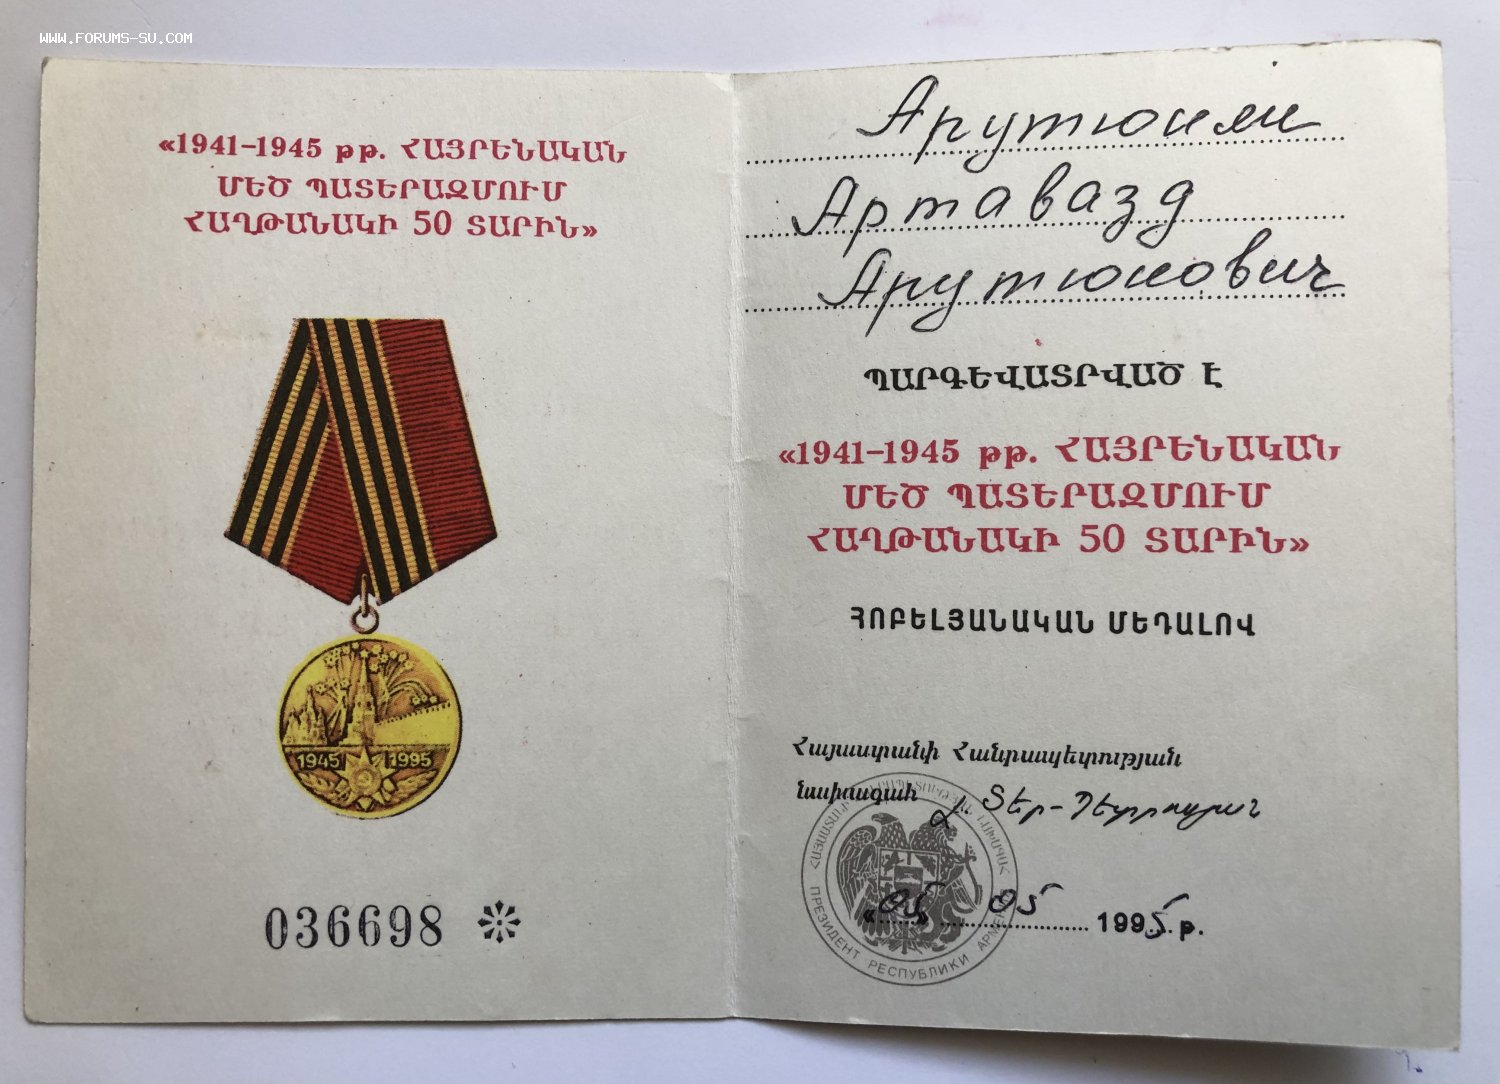 WWW.FORUMS-SU.COM
«1941–1945 թթ. ՀԱՅՐԵՆԱԿԱՆ
ՄԵԾ ՊԱՏԵՐԱԶՄՈՒՄ
ՀԱՂԹԱՆԱԿԻ 50 ՏԱՐԻՆ»
1945 1995
036698
Артавазд
Арутюнович
ՊԱՐԳԵՎԱՏՐՎԱԾ Է
«1941–1945 թթ. ՀԱՅՐԵՆԱԿԱՆ
ՄԵԾ ՊԱՏԵՐԱԶՄՈՒՄ
ՀԱՂԹԱՆԱԿԻ 50 ՏԱՐԻՆ»
ՀՈԲԵԼՅԱՆԱԿԱՆ ՄԵԴԱԼՈՎ
Հայաստանի Հանրապետության
նախագահ Լ. Տեր-Պետրոսյան
ПРЕЗИДЕНТ РЕСПУБЛИКИ
«05» 05 1995 թ.